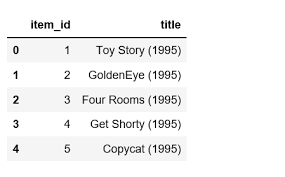 item_id title
0 1 Toy Story (1995)
1 2 GoldenEye (1995)
2 3 Four Rooms (1995)
3 4 Get Shorty (1995)
4 5 Copycat (1995)